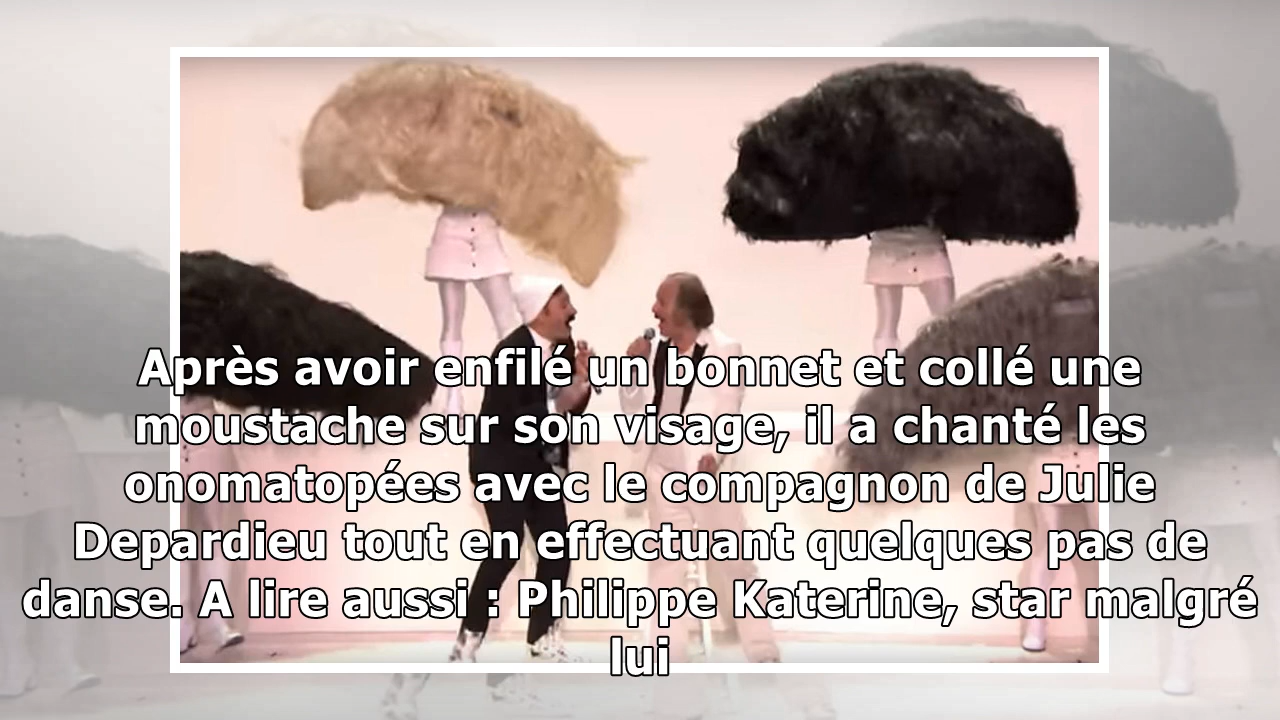 Après avoir enfilé un bonnet et collé une
moustache sur son visage, il a chanté les
onomatopées avec le compagnon de Julie
Depardieu tout en effectuant quelques pas de
danse. A lire aussi : Philippe Katerine, star malgré
lui